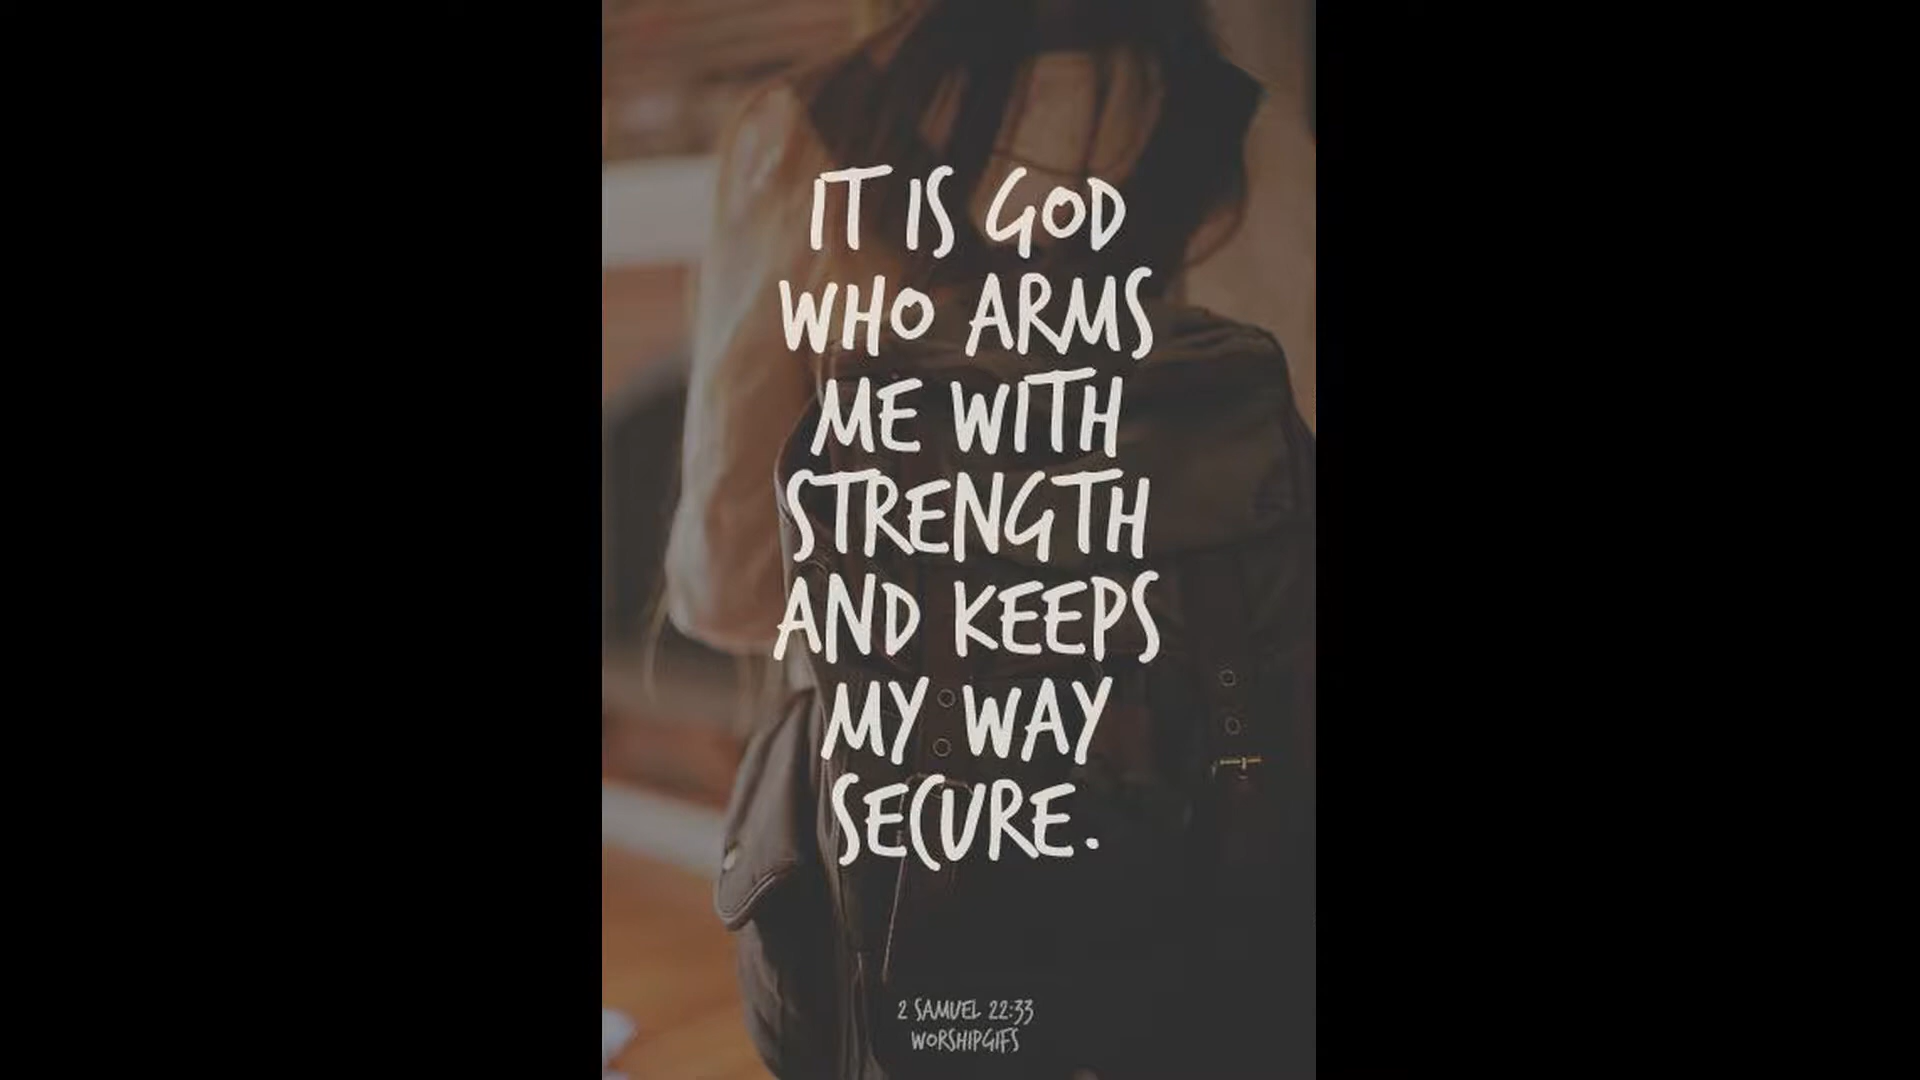 IT IS GOD
WHO ARMS
ME WITH
STRENGTH
AND KEEPS
MY WAY
SECURE.
2 SAMUEL 22:33
WORSHIPGIFS